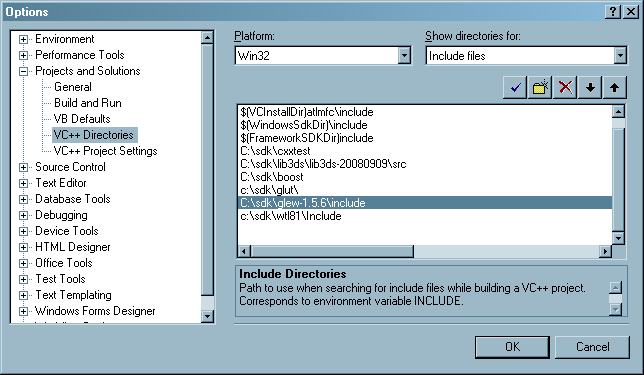 Options
Environment
Performance Tools
Projects and Solutions
General
Build and Run
VB Defaults
VC++ Directories
VC++ Project Settings
Source Control
Text Editor
Database Tools
Debugging
Device Tools
HTML Designer
Office Tools
Test Tools
Text Templating
Windows Forms Designer
Platform:
Win32
Show directories for:
Include files
$(VCInstallDir)atlmfc\include
$(WindowsSdkDir)\include
$(FrameworkSDKDir)include
C:\sdk\cxxtest
C:\sdk\lib3ds\lib3ds-20080909\src
C:\sdk\boost
c:\sdk\glut\
C:\sdk\glew-1.5.6\include
c:\sdk\wtl81\Include
Include Directories
Path to use when searching for include files while building a VC++ project.
Corresponds to environment variable INCLUDE.
OK
Cancel